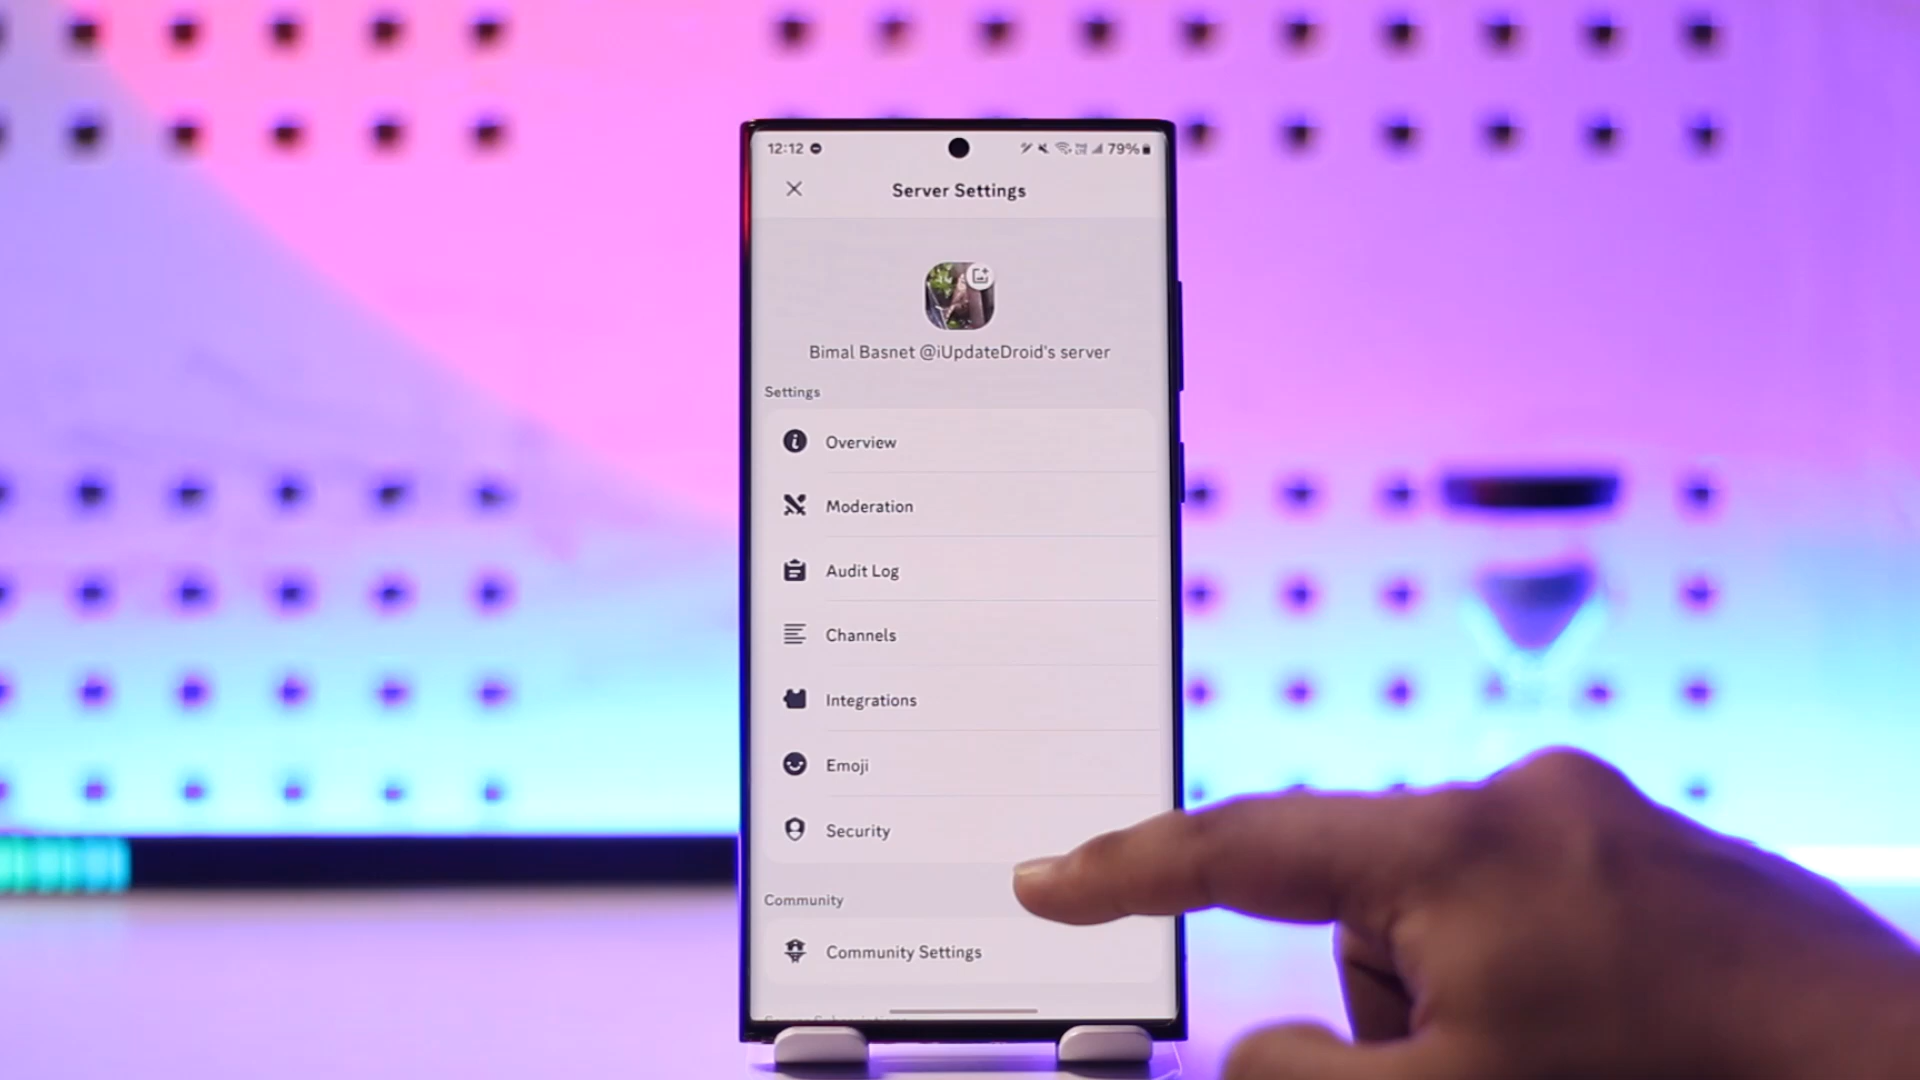 12:12
79%
Server Settings
Bimal Basnet @iUpdateDroid's server
Settings
Overview
Moderation
Audit Log
Channels
Integrations
Emoji
Security
Community
Community Settings